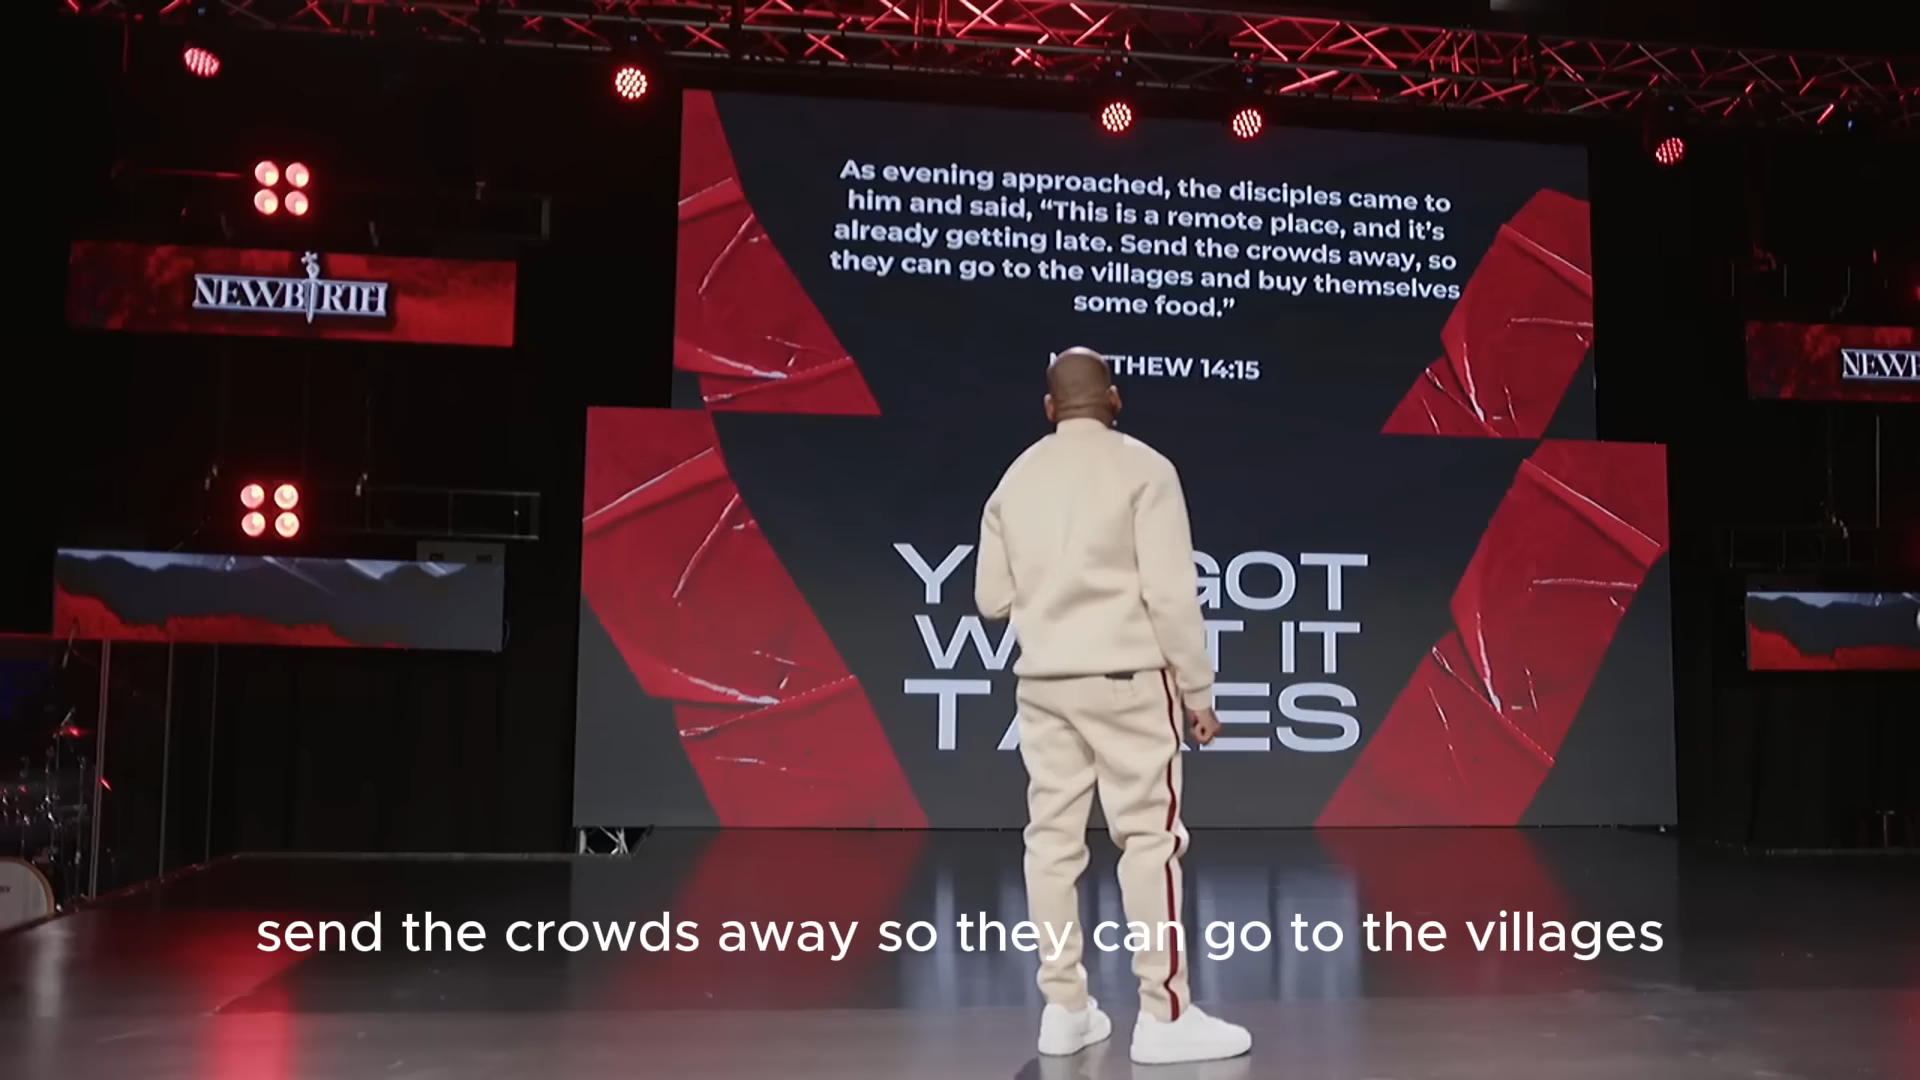 As evening approached, the disciples came to
him and said, “This is a remote place, and it’s
already getting late. Send the crowds away, so
they can go to the villages and buy themselves
some food.”
14:15
NEWBIRTH
GOT
IT
send the crowds away so they can go to the villages